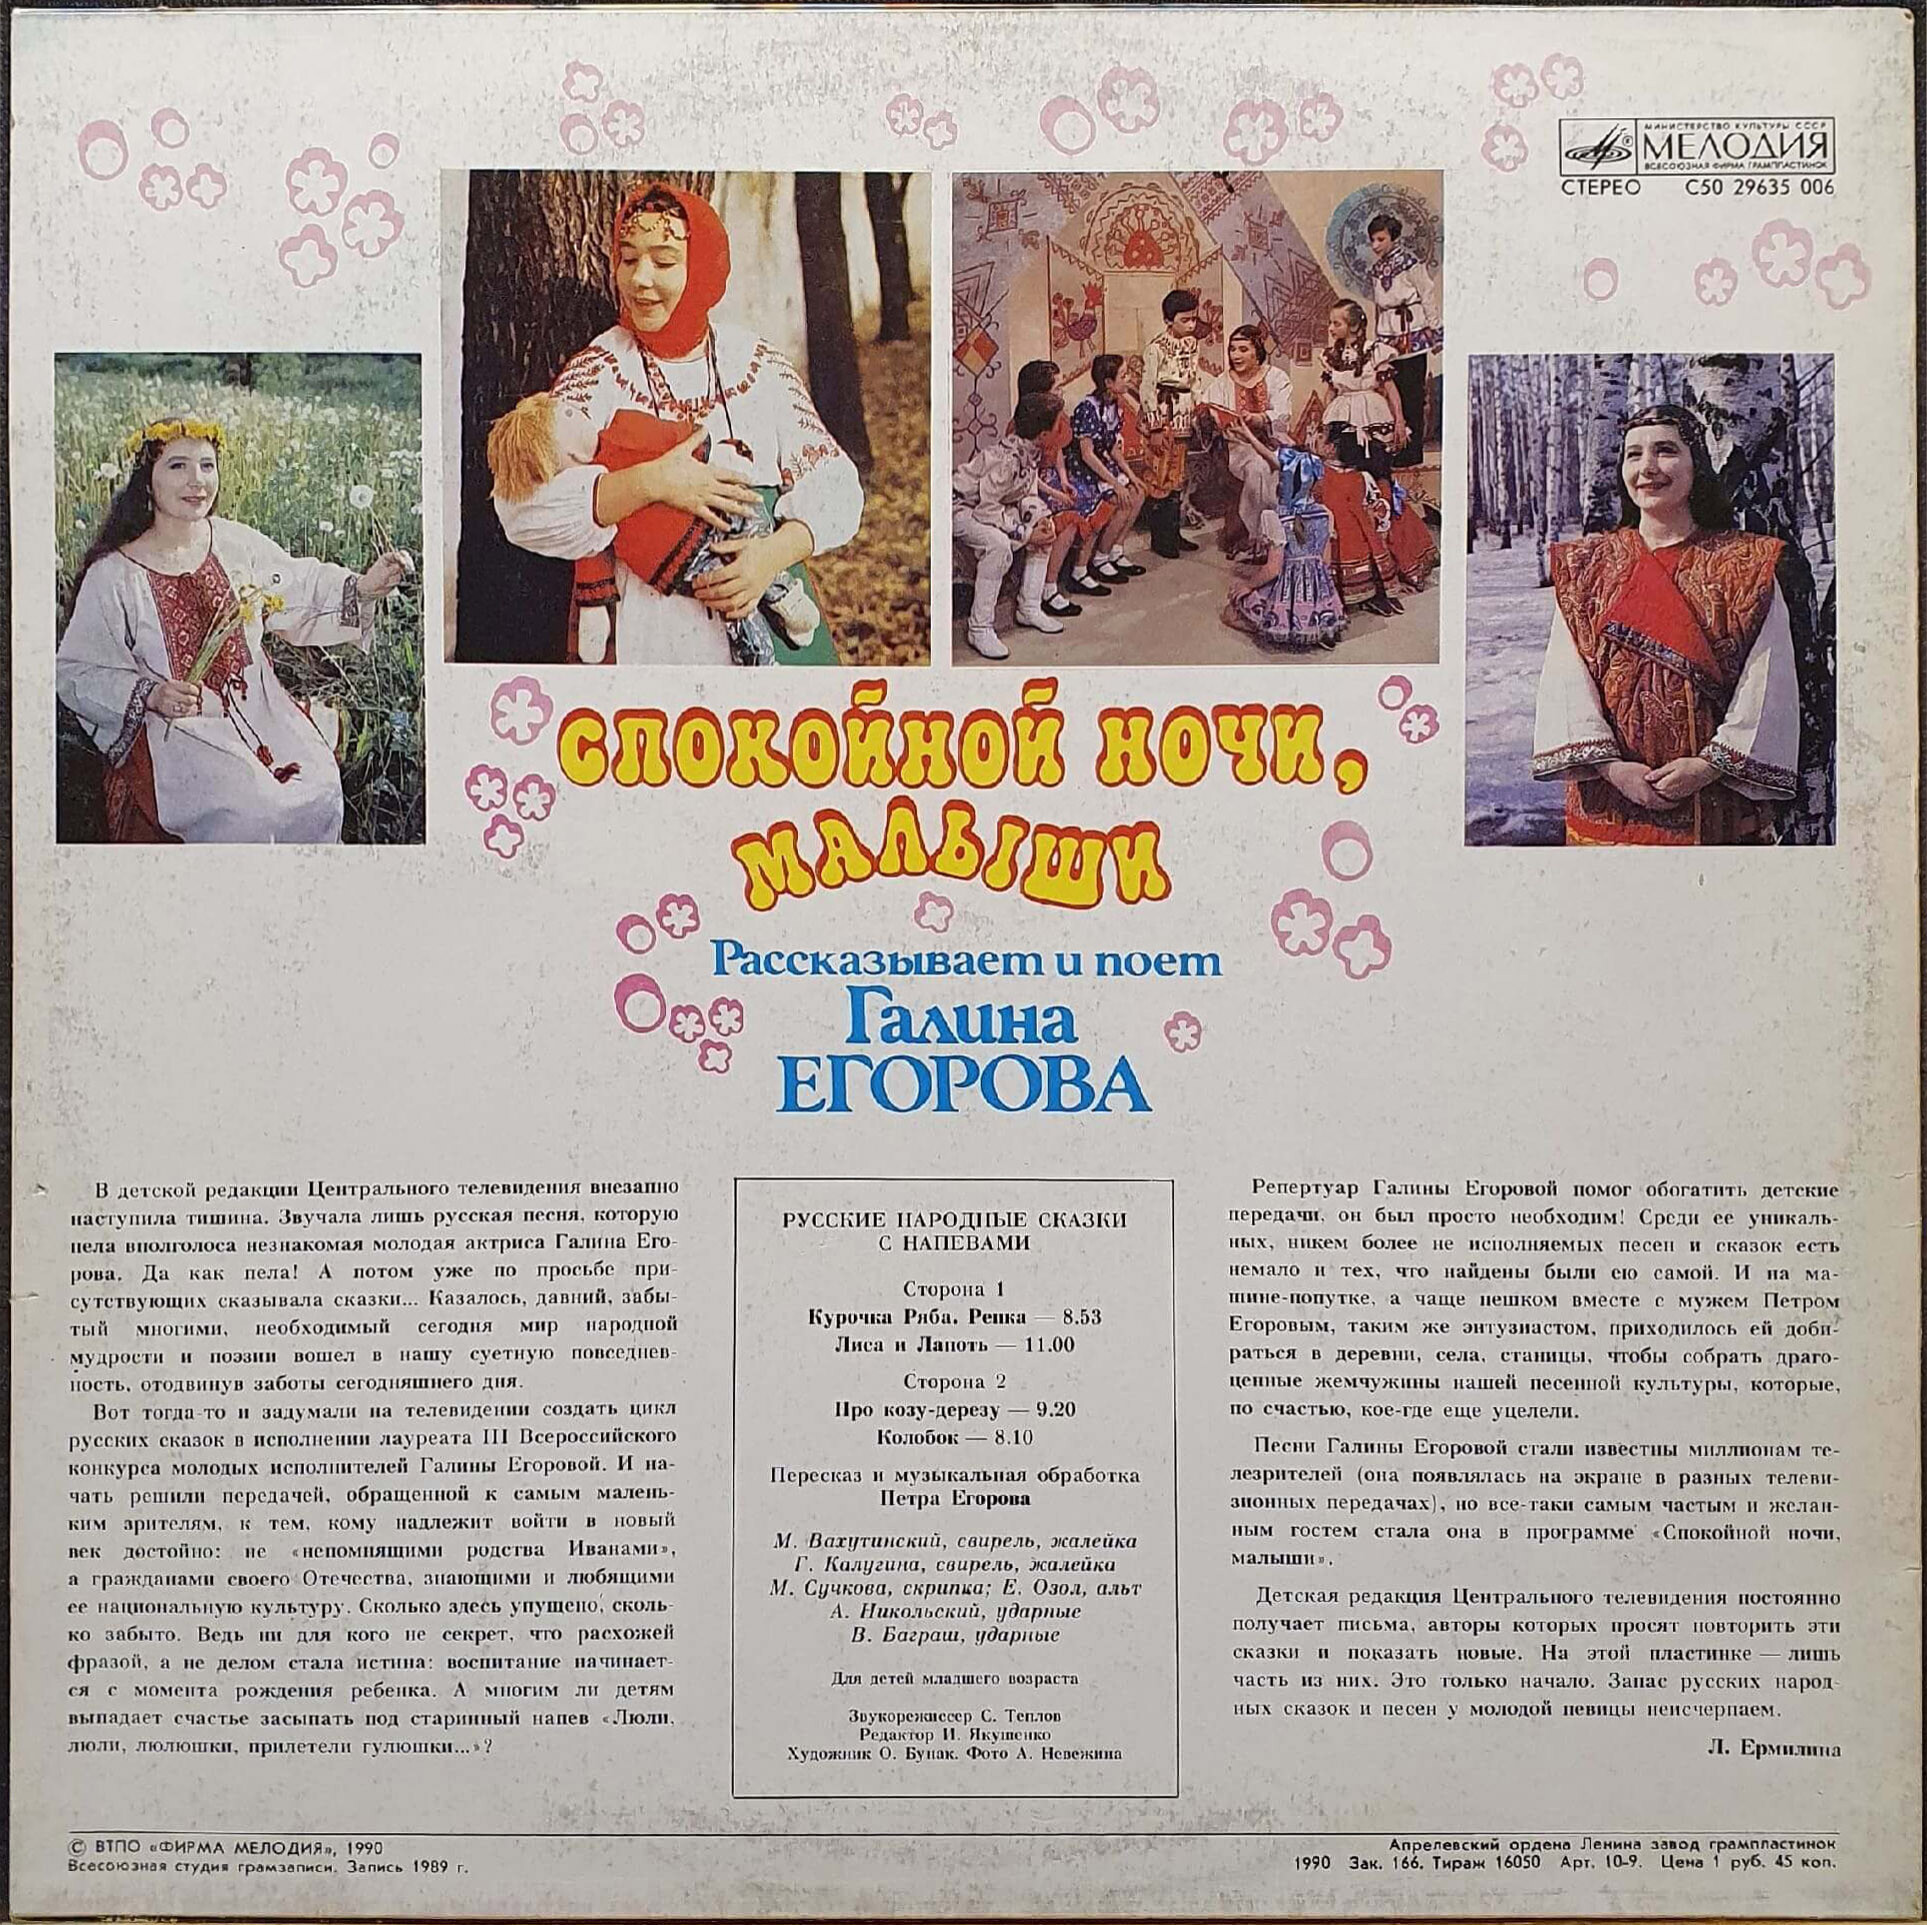 МИНИСТЕРСТВО КУЛЬТУРЫ СССР
МЕЛОДИЯ
ВСЕСОЮЗНАЯ ФИРМА ГРАМПЛАСТИНОК
СТЕРЕО С50 29635 006
СПОКОЙНОЙ НОЧИ,
МАЛЫШИ
Рассказывает и поет
Галина
ЕГОРОВА
В детской редакции Центрального телевидения внезапно
наступила тишина. Звучала лишь русская песня, которую
пела вполголоса незнакомая молодая актриса Галина Его-
рова. Да как пела! А потом уже по просьбе при-
сутствующих сказывала сказки... Казалось, давний, забы-
тый многими, необходимый сегодня мир народной
мудрости и поэзии вошел в нашу суетную повседнев-
ность, отодвинув заботы сегодняшнего дня.
Вот тогда-то и задумали на телевидении создать цикл
русских сказок в исполнении лауреата III Всероссийского
конкурса молодых исполнителей Галины Егоровой. И на-
чать решили передачей, обращенной к самым малень-
ким зрителям, к тем, кому надлежит войти в новый
век достойно: не «непомнящими родства Иванами»,
а гражданами своего Отечества, знающими и любящими
ее национальную культуру. Сколько здесь упущено, сколь-
ко забыто. Ведь ни для кого не секрет, что расхожей
фразой, а не делом стала истина: воспитание начинает-
ся с момента рождения ребенка. А многим ли детям
выпадает счастье засыпать под старинный напев «Люли,
люли, люлюшки, прилетели гулюшки...»?
РУССКИЕ НАРОДНЫЕ СКАЗКИ
С НАПЕВАМИ
Сторона 1
Курочка Ряба. Репка — 8.53
Лиса и Лапоть — 11.00
Сторона 2
Про козу-дерезу — 9.20
Колобок — 8.10
Пересказ и музыкальная обработка
Петра Егорова
М. Вахутинский, свирель, жалейка
Г. Калугина, свирель, жалейка
М. Сучкова, скрипка; Е. Озол, альт
А. Никольский, ударные
В. Баграш, ударные
Для детей младшего возраста
Звукорежиссер С. Теплов
Редактор И. Якушенко
Художник О. Бунак. Фото А. Невежина
Репертуар Галины Егоровой помог обогатить детские
передачи, он был просто необходим! Среди ее уникаль-
ных, никем более не исполняемых песен и сказок есть
немало и тех, что найдены были ею самой. И на ма-
шине-попутке, а чаще пешком вместе с мужем Петром
Егоровым, таким же энтузиастом, приходилось ей доби-
раться в деревни, села, станицы, чтобы собрать драго-
ценные жемчужины нашей песенной культуры, которые,
по счастью, кое-где еще уцелели.
Песни Галины Егоровой стали известны миллионам те-
лезрителей (она появлялась на экране в разных телеви-
зионных передачах), но все-таки самым частым и желан-
ным гостем стала она в программе «Спокойной ночи,
малыши».
Детская редакция Центрального телевидения постоянно
получает письма, авторы которых просят повторить эти
сказки и показать новые. На этой пластинке — лишь
часть из них. Это только начало. Запас русских народ-
ных сказок и песен у молодой певицы неисчерпаем.
Л. Ермилина
© ВТПО «ФИРМА МЕЛОДИЯ», 1990
Всесоюзная студия грамзаписи. Запись 1989 г.
Апрелевский ордена Ленина завод грампластинок
1990 Зак. 166. Тираж 16050 Арт. 10-9. Цена 1 руб. 45 коп.